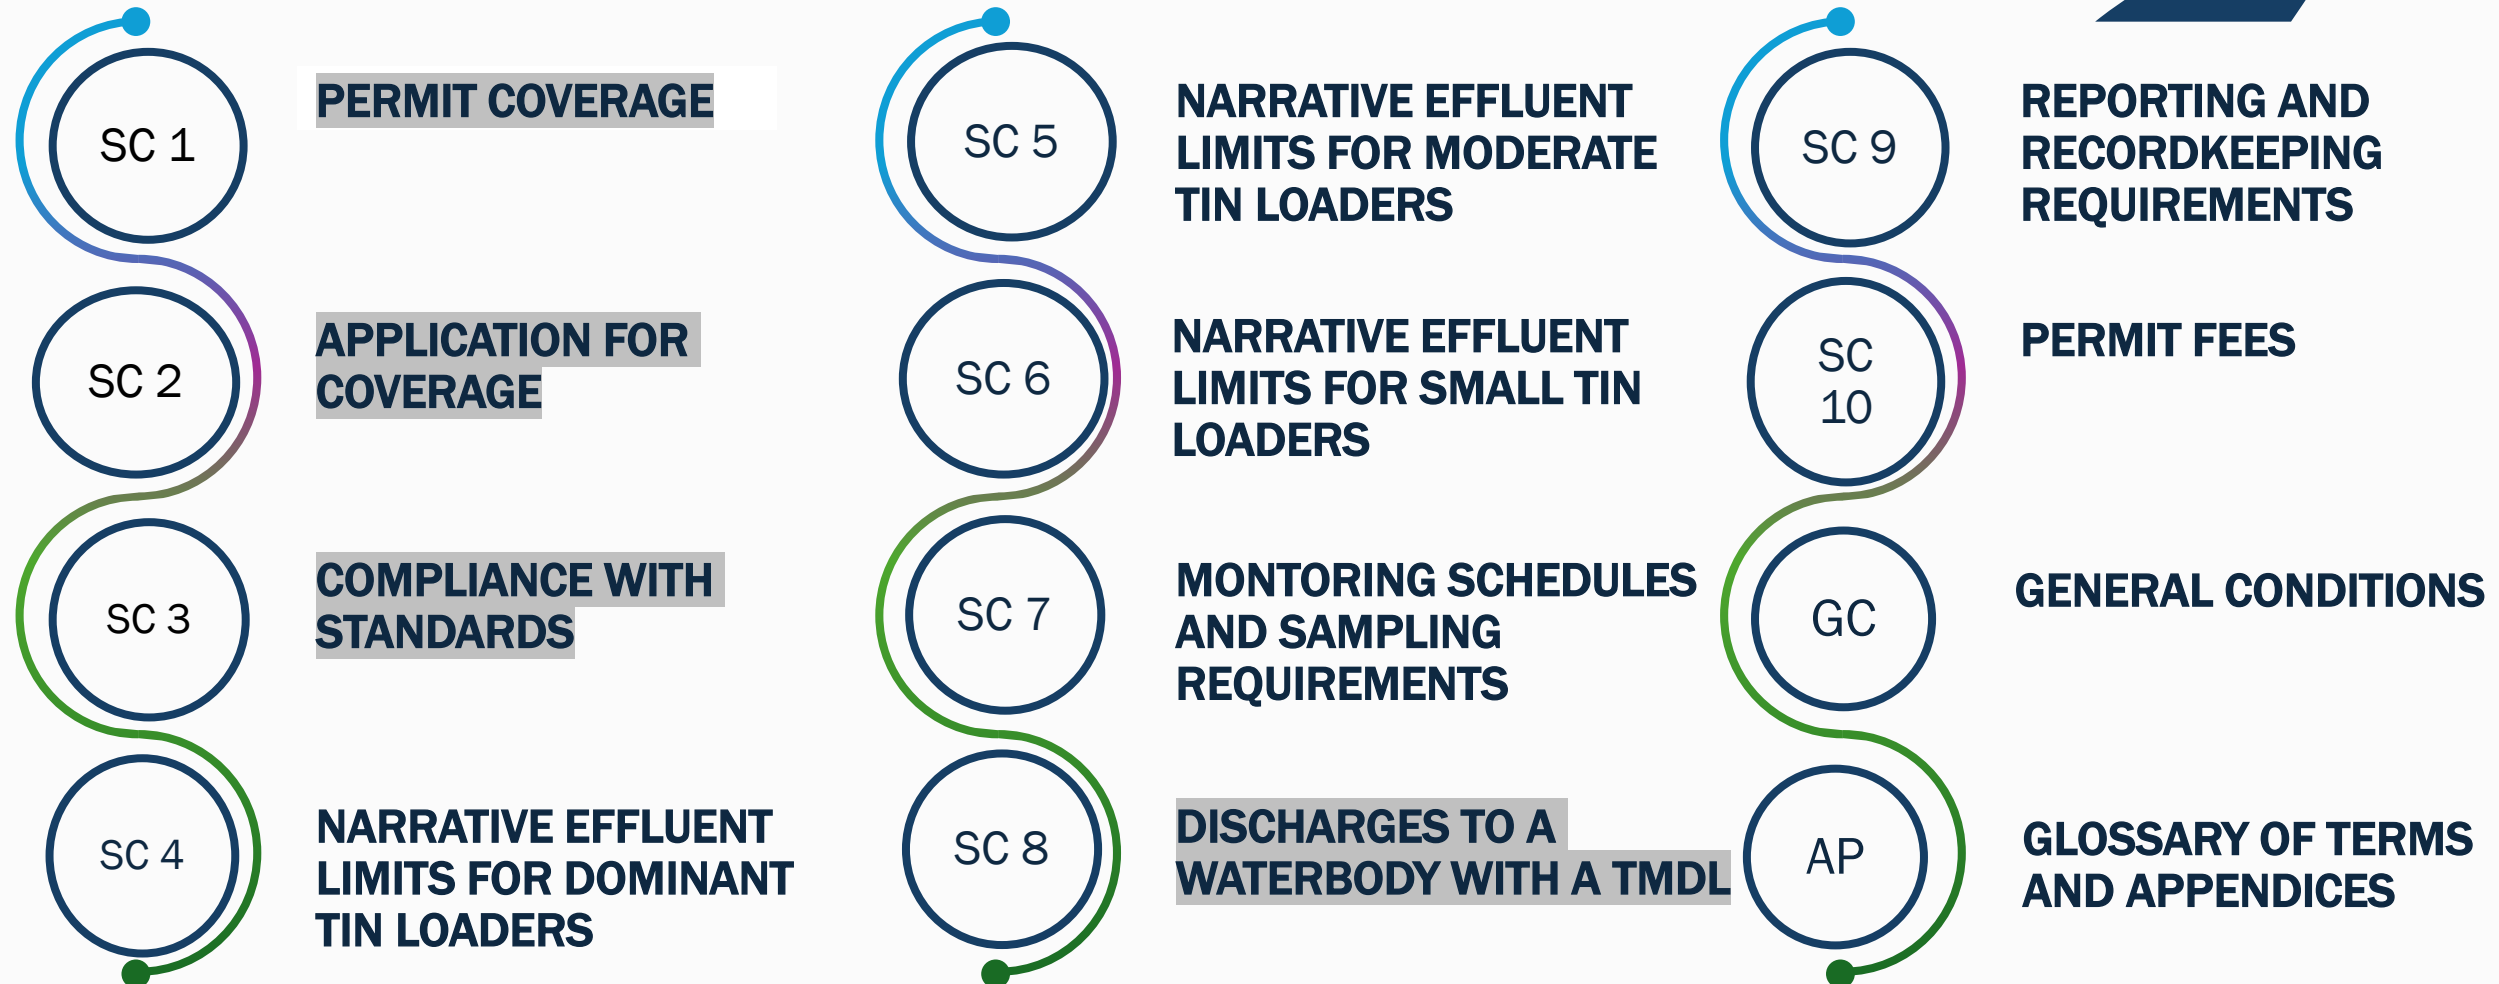 SC 1
PERMIT COVERAGE
SC 2
APPLICATION FOR
COVERAGE
SC 3
COMPLIANCE WITH
STANDARDS
SC 4
NARRATIVE EFFLUENT
LIMITS FOR DOMINANT
TIN LOADERS
SC 5
NARRATIVE EFFLUENT
LIMITS FOR MODERATE
TIN LOADERS
SC 6
NARRATIVE EFFLUENT
LIMITS FOR SMALL TIN
LOADERS
SC 7
MONTORING SCHEDULES
AND SAMPLING
REQUIREMENTS
SC 8
DISCHARGES TO A
WATERBODY WITH A TMDL
SC 9
REPORTING AND
RECORDKEEPING
REQUIREMENTS
SC
10
PERMIT FEES
GC
GENERAL CONDITIONS
AP
GLOSSARY OF TERMS
AND APPENDICES